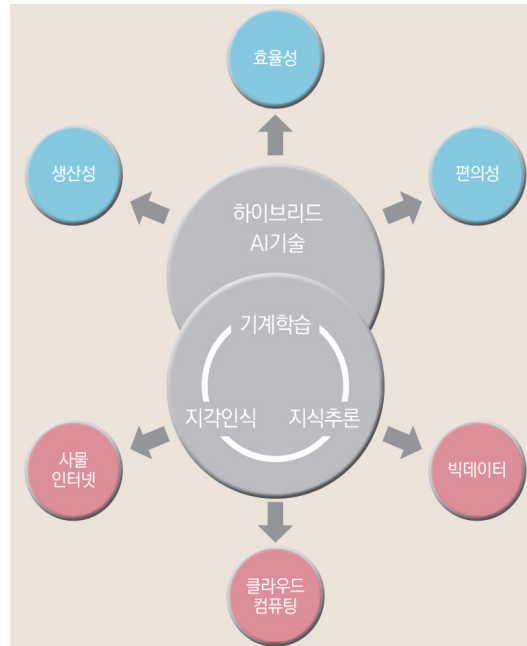 효율성
생산성
편의성
하이브리드
AI기술
기계학습
지각인식
지식추론
사물
인터넷
빅데이터
클라우드
컴퓨팅